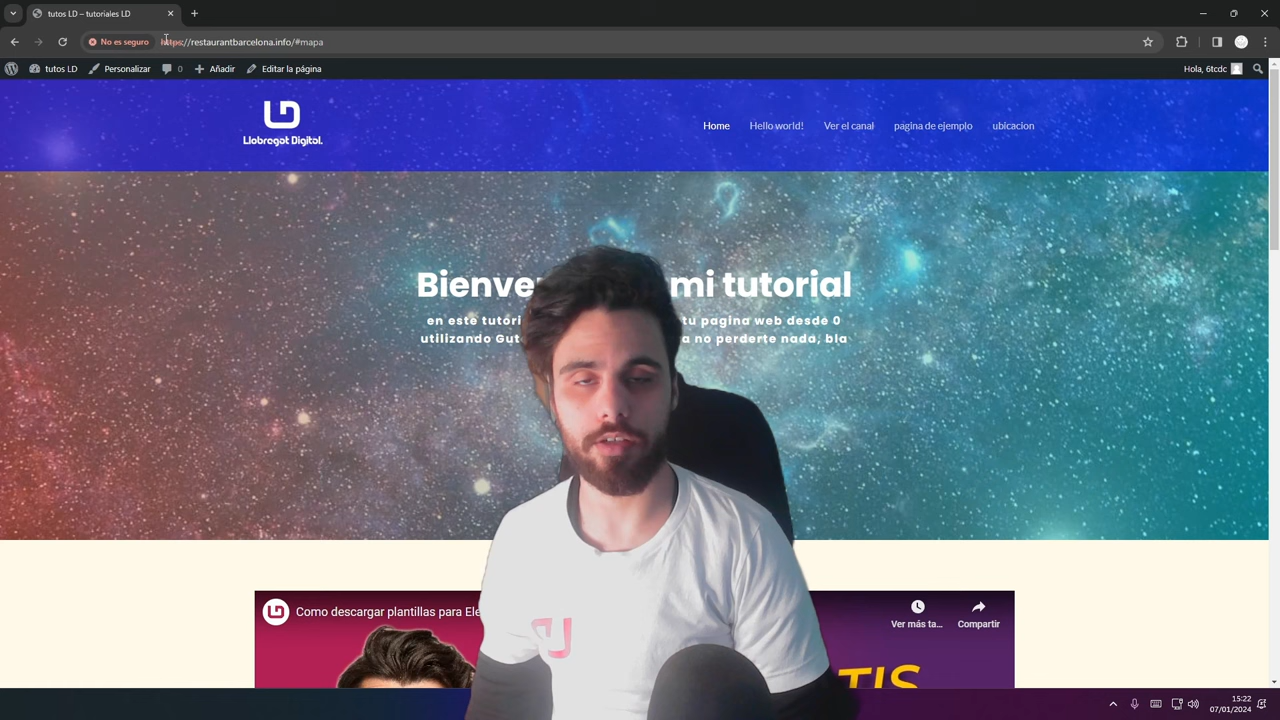 tutos LD – tutoriales LD
No es seguro
https://restaurantbarcelona.info/#mapa
tutos LD
Personalizar
0
Añadir
Editar la página
Hola, 6tcdc
Llobregat Digital.
Home
Hello world!
Ver el canal
pagina de ejemplo
ubicacion
mi tutorial
en este tu pagina web desde 0
utilizando a no perderte nada, bla
Como descargar plantillas para
Ver más ta...
Compartir
15:22
07/01/2024